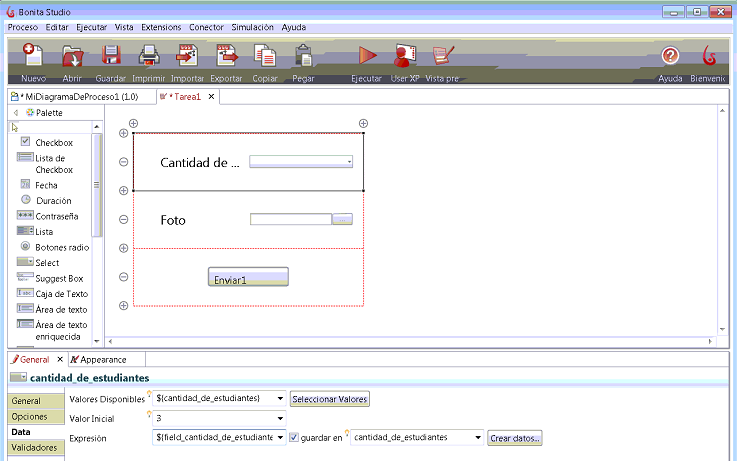 Bonita Studio
Proceso Editar Ejecutar Vista Extensions Conector Simulación Ayuda
Nuevo Abrir Guardar Imprimir Importar Exportar Copiar Pegar Ejecutar User XP Vista pre Ayuda Bienveni
* MiDiagramaDeProceso1 (1.0) * Tarea1
Palette
Checkbox
Lista de
Checkbox
Fecha
Duración
Contraseña
Lista
Botones radio
Select
Suggest Box
Caja de Texto
Área de texto
Área de texto
enriquecida
Cantidad de ...
Foto
Enviar1
General Appearance
cantidad_de_estudiantes
General
Opciones
Data
Validadores
Valores Disponibles ${cantidad_de_estudiantes} Seleccionar Valores
Valor Inicial 3
Expresión ${field_cantidad_de_estudiante guardar en cantidad_de_estudiantes Crear datos...